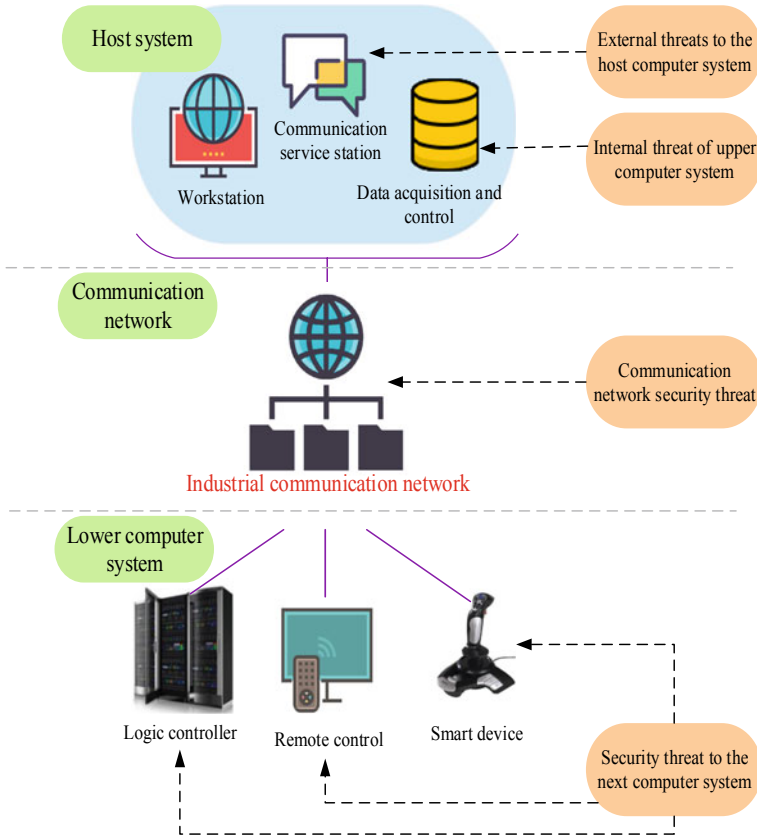 Host system
External threats to the
host computer system
Communication
service station
Workstation
Data acquisition and
control
Internal threat of upper
computer system
Communication
network
Communication
network security threat
Industrial communication network
Lower computer
system
Logic controller
Remote control
Smart device
Security threat to the
next computer system